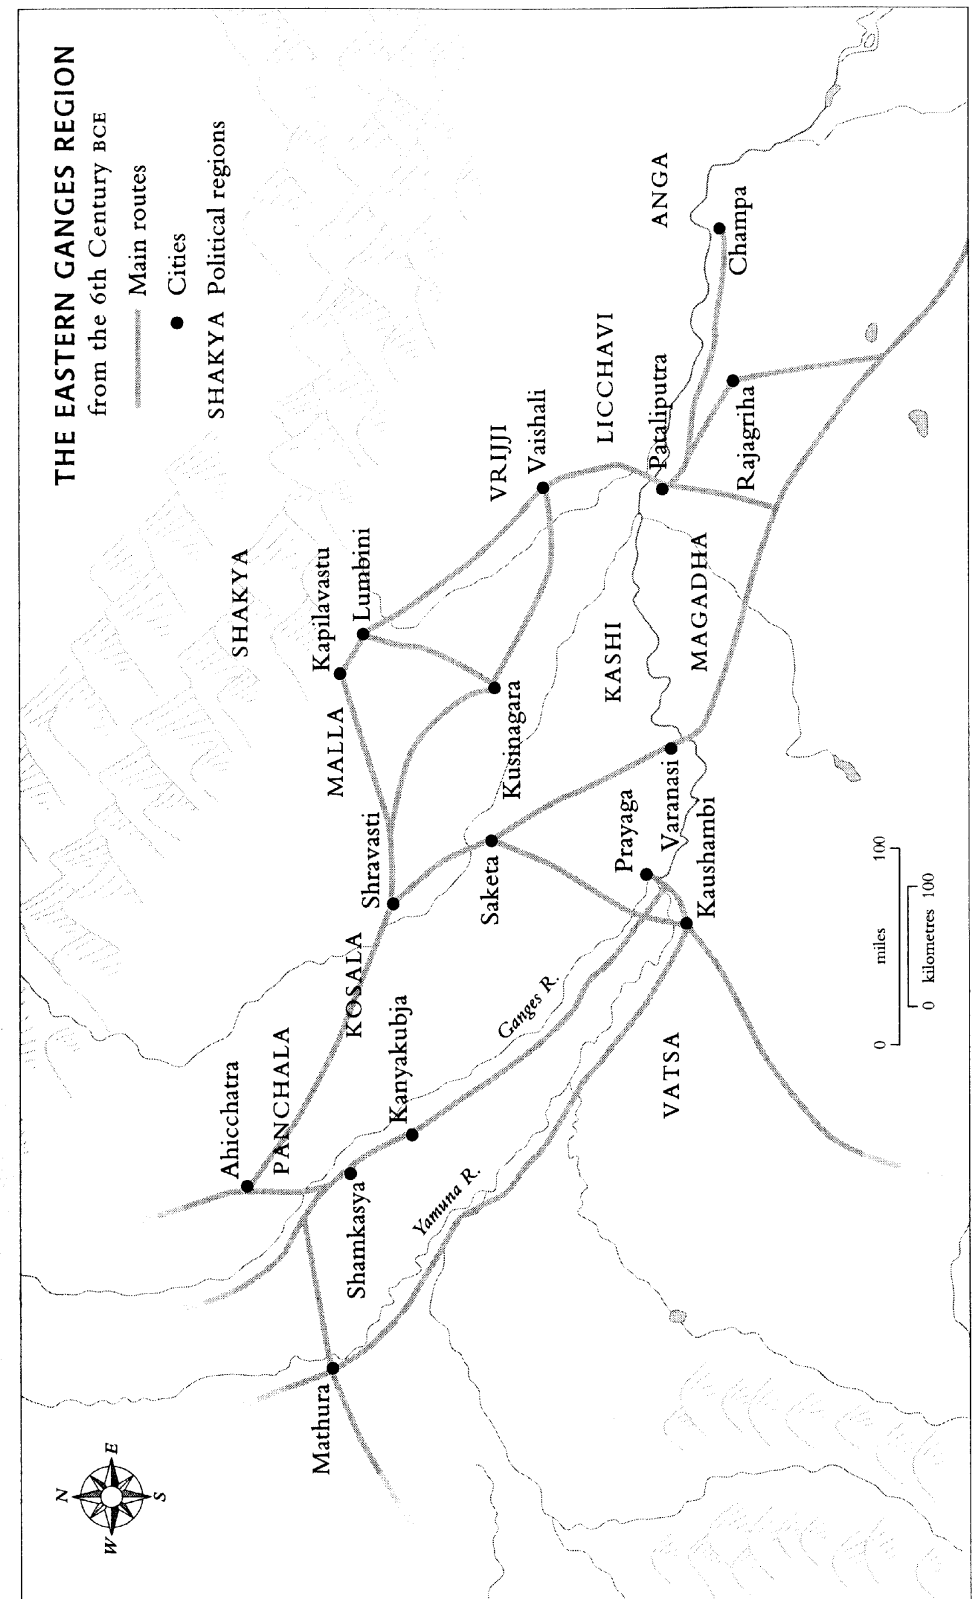 THE EASTERN GANGES REGION
from the 6th Century BCE
Main routes
Cities
SHAKYA Political regions
N
W
E
S
SHAKYA
Ahicchatra
PANCHALA
Kapilavastu
Lumbini
MALLA
Shravasti
KOSALA
Mathura
Shamkasya
Kanyakubja
Yamuna R.
Ganges R.
Saketa
Kusinagara
VRIJJI
Vaishali
LICCHAVI
KASHI
Prayaga
Varanasi
Kaushambi
VATSA
MAGADHA
Pataliputra
Rajagriha
ANGA
Champa
0 miles 100
0 kilometres 100